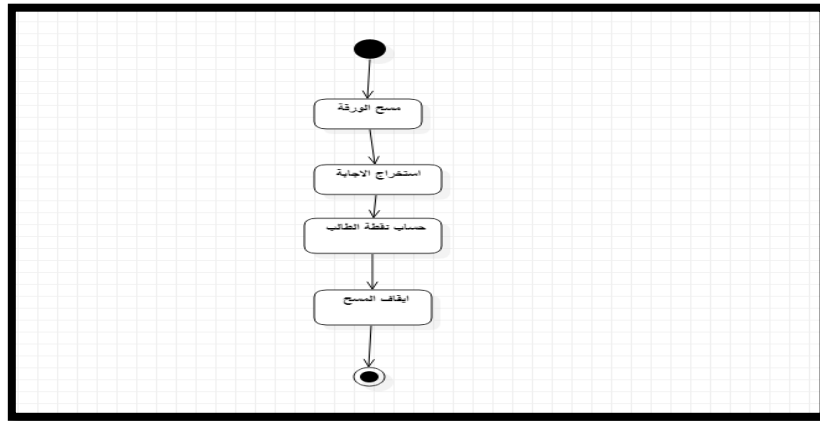 مسح الورقة
استخراج الاجابة
حساب نقطة الطالب
ايقاف المسح